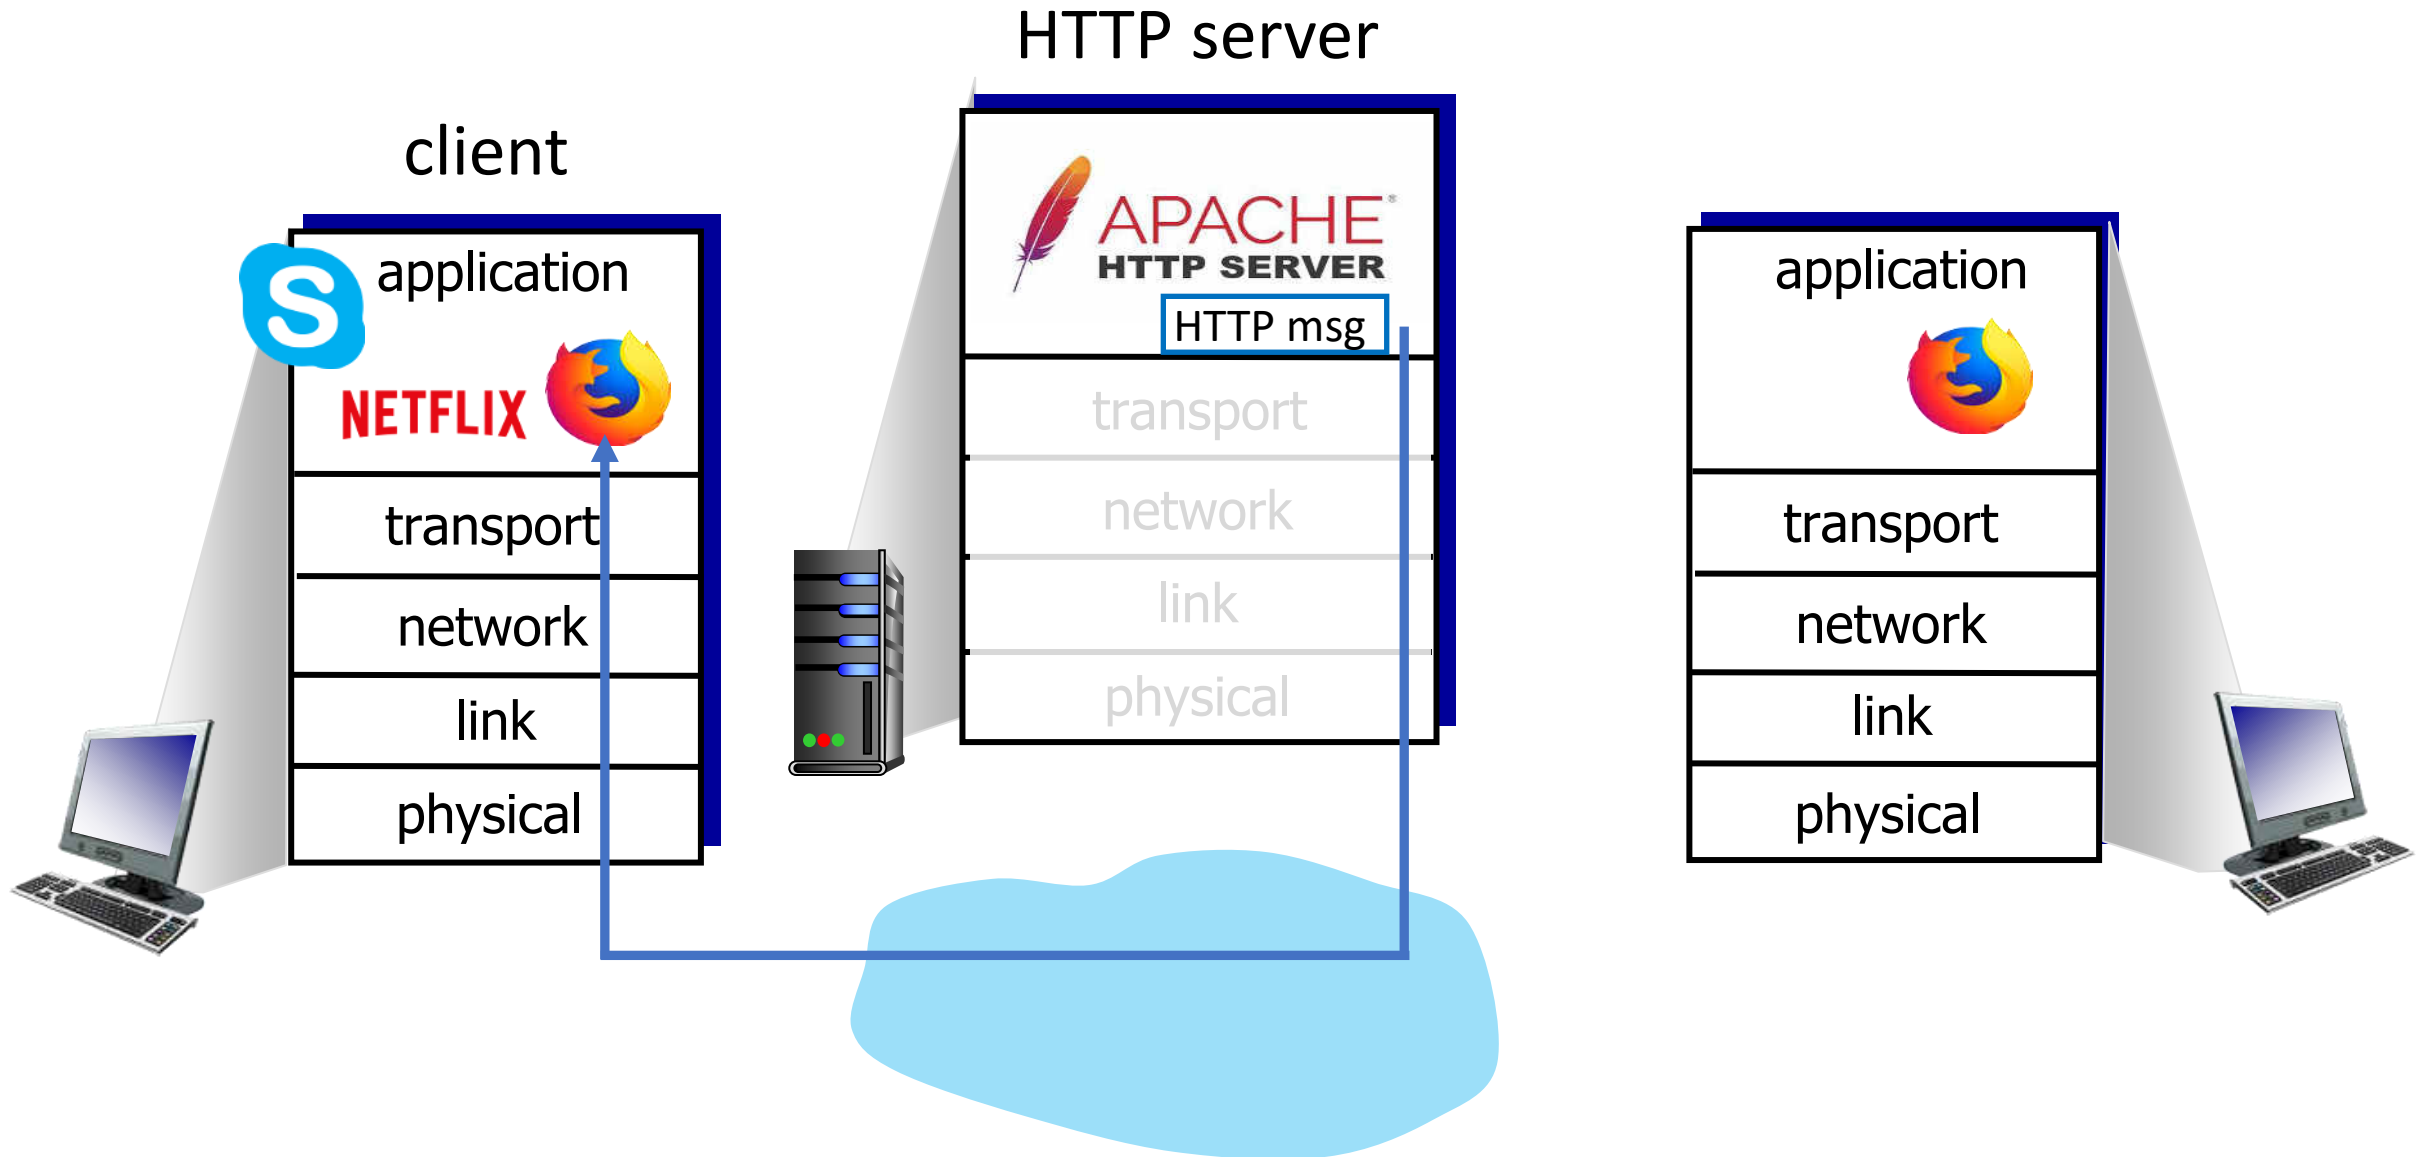 HTTP server
client
application
NETFLIX
transport
network
link
physical
APACHE®
HTTP SERVER
HTTP msg
transport
network
link
physical
application
transport
network
link
physical